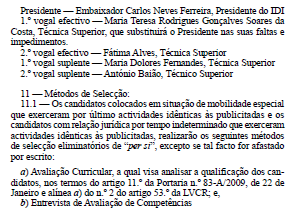 Presidente — Embaixador Carlos Neves Ferreira, Presidente do IDI
1.º vogal efectivo — Maria Teresa Rodrigues Gonçalves Soares da
Costa, Técnica Superior, que substituirá o Presidente nas suas faltas e
impedimentos.
2.º vogal efectivo — Fátima Alves, Técnica Superior
1.º vogal suplente — Maria Dolores Fernandes, Técnica Superior
2.º vogal suplente — António Baião, Técnico Superior
11 — Métodos de Selecção:
11.1 — Os candidatos colocados em situação de mobilidade especial
que exerceram por último actividades idênticas às publicitadas e os
candidatos com relação jurídica por tempo indeterminado que exerceram
actividades idênticas às publicitadas, realizarão os seguintes métodos
de selecção eliminatórios de “per si”, excepto se tal facto for afastado
por escrito:
a) Avaliação Curricular, a qual visa analisar a qualificação dos can-
didatos, nos termos do artigo 11.º da Portaria n.º 83-A/2009, de 22 de
Janeiro e alínea a) do n.º 2 do artigo 53.º da LVCR; e,
b) Entrevista de Avaliação de Competências